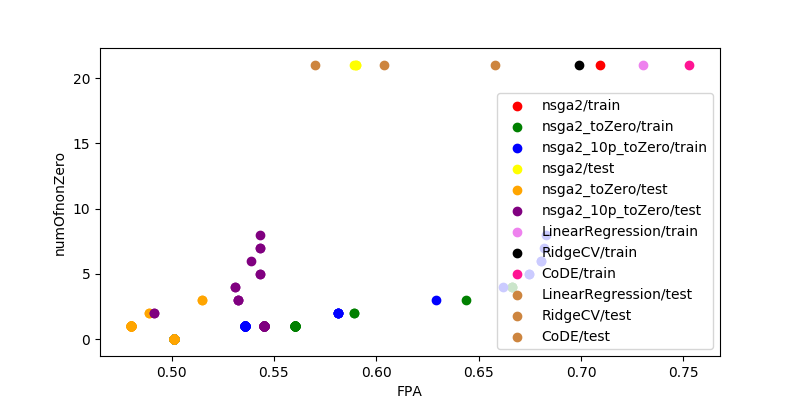 20
15
10
5
0
numOfnonZero
nsga2/train
nsga2_toZero/train
nsga2_10p_toZero/train
nsga2/test
nsga2_toZero/test
nsga2_10p_toZero/test
LinearRegression/train
RidgeCV/train
CoDE/train
LinearRegression/test
RidgeCV/test
CoDE/test
0.50 0.55 0.60 0.65 0.70 0.75
FPA